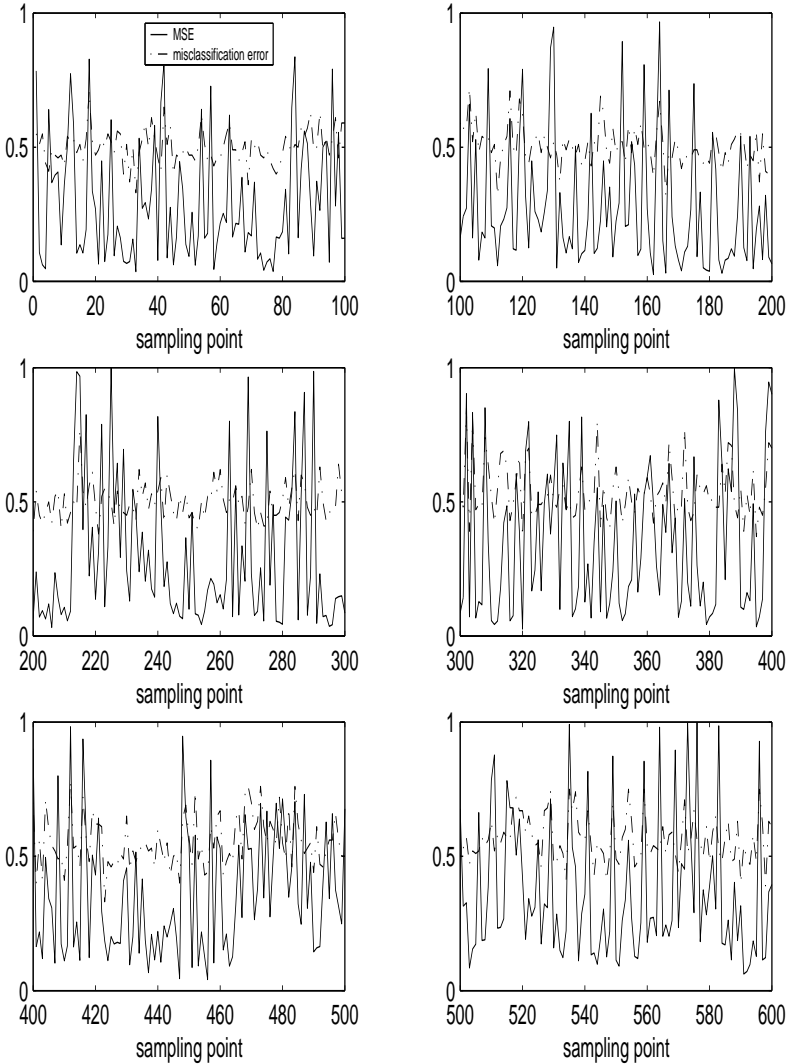 1
0.5
0
MSE
misclassification error
0 20 40 60 80 100
sampling point
1
0.5
0
100 120 140 160 180 200
sampling point
1
0.5
0
200 220 240 260 280 300
sampling point
1
0.5
0
300 320 340 360 380 400
sampling point
1
0.5
0
400 420 440 460 480 500
sampling point
1
0.5
0
500 520 540 560 580 600
sampling point